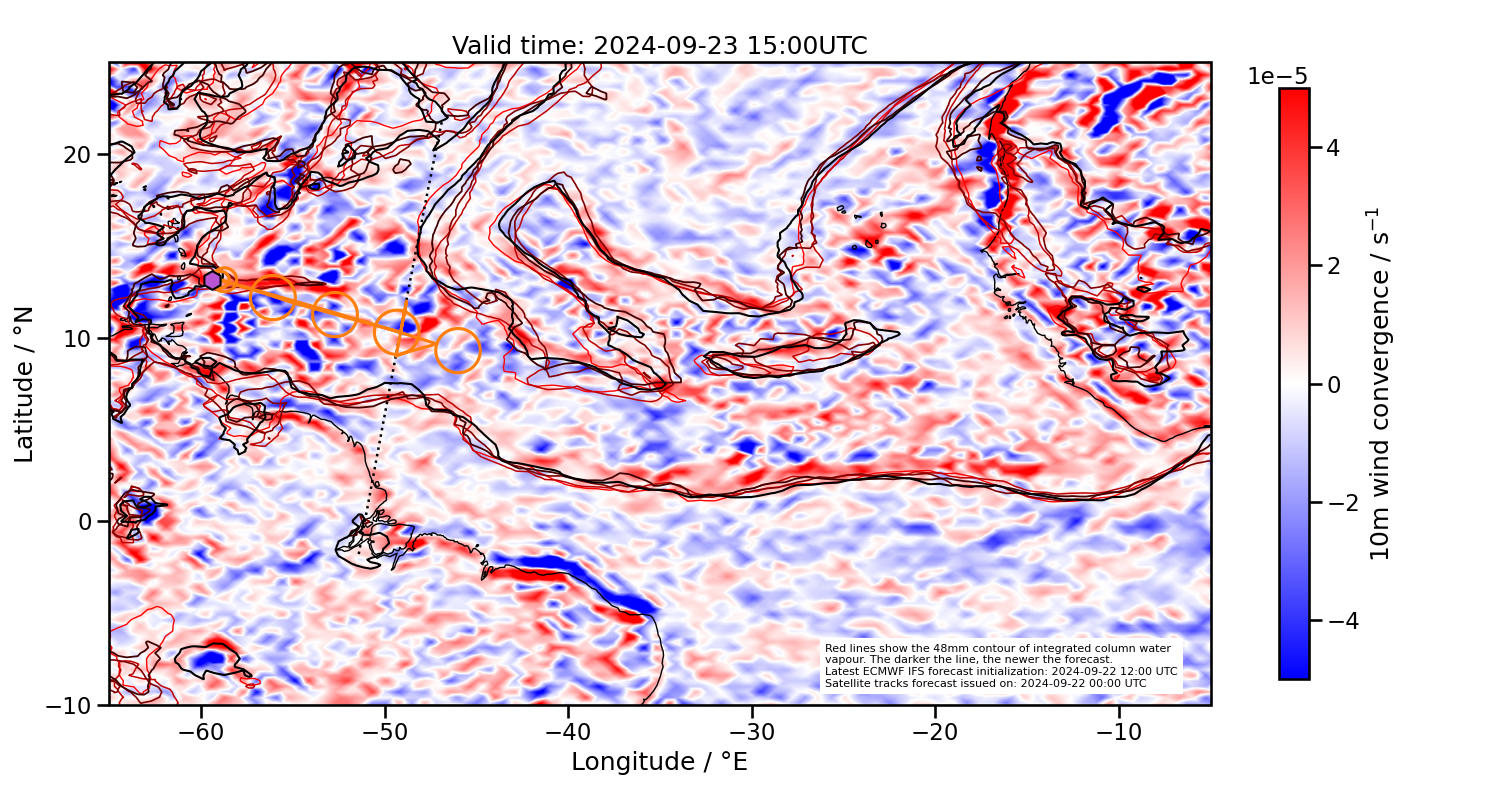 Valid time: 2024-09-23 15:00UTC
1e−5
20
10
0
−10
Latitude / °N
−60
−50
−40
−30
−20
−10
Longitude / °E
4
2
0
−2
−4
10m wind convergence / s⁻¹
Red lines show the 48mm contour of integrated column water
vapour. The darker the line, the newer the forecast.
Latest ECMWF IFS forecast initialization: 2024-09-22 12:00 UTC
Satellite tracks forecast issued on: 2024-09-22 00:00 UTC